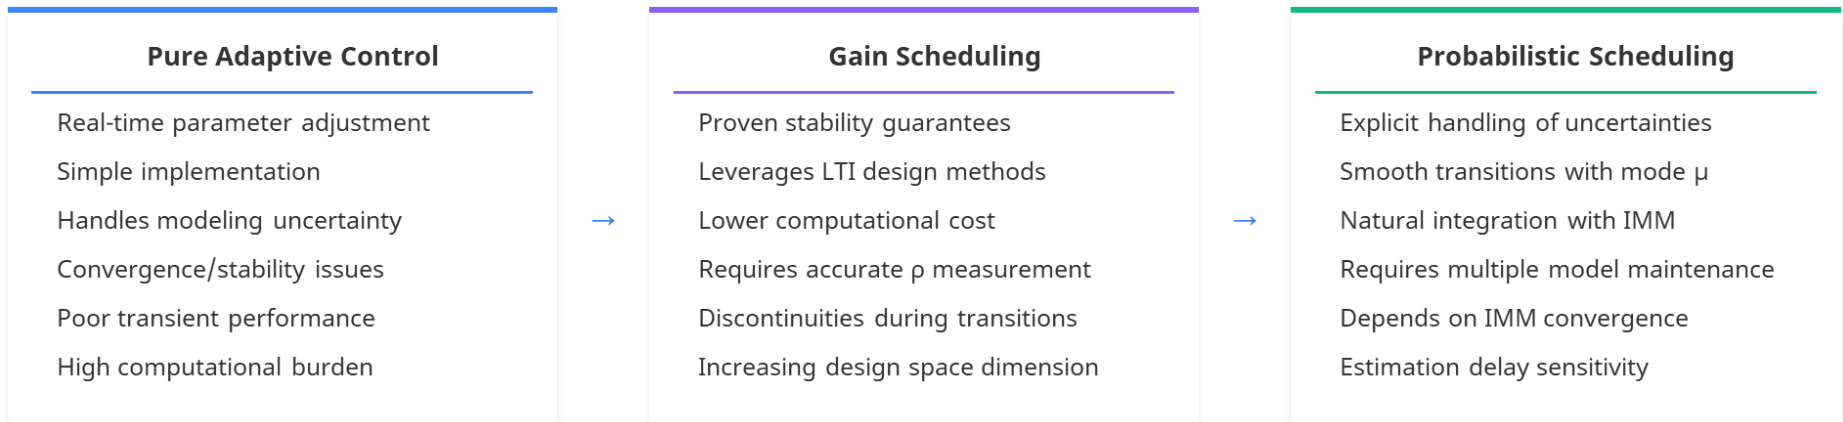 Pure Adaptive Control
Real-time parameter adjustment
Simple implementation
Handles modeling uncertainty
Convergence/stability issues
Poor transient performance
High computational burden
→
Gain Scheduling
Proven stability guarantees
Leverages LTI design methods
Lower computational cost
Requires accurate ρ measurement
Discontinuities during transitions
Increasing design space dimension
→
Probabilistic Scheduling
Explicit handling of uncertainties
Smooth transitions with mode μ
Natural integration with IMM
Requires multiple model maintenance
Depends on IMM convergence
Estimation delay sensitivity